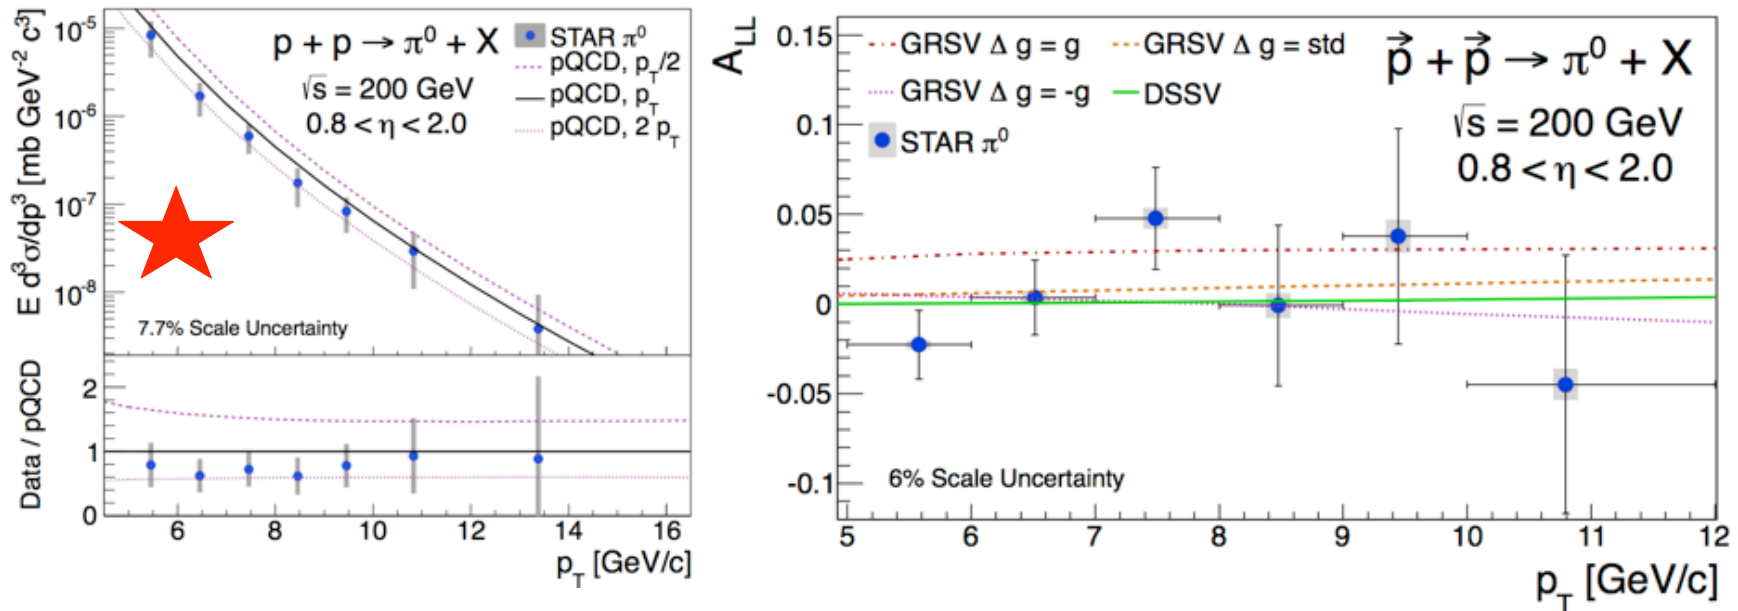 p + p → π⁰ + X
√s = 200 GeV
0.8 < η < 2.0
STAR π⁰
pQCD, p_T/2
pQCD, p_T
pQCD, 2 p_T
E d³σ/dp³ [mb GeV⁻² c³]
10⁻⁵
10⁻⁶
10⁻⁷
10⁻⁸
7.7% Scale Uncertainty
Data / pQCD
2
1
0
6 8 10 12 14 16
p_T [GeV/c]
A_LL
0.15
0.1
0.05
0
-0.05
-0.1
GRSV Δ g = g
GRSV Δ g = std
GRSV Δ g = -g
DSSV
STAR π⁰
p⃗ + p⃗ → π⁰ + X
√s = 200 GeV
0.8 < η < 2.0
6% Scale Uncertainty
5 6 7 8 9 10 11 12
p_T [GeV/c]